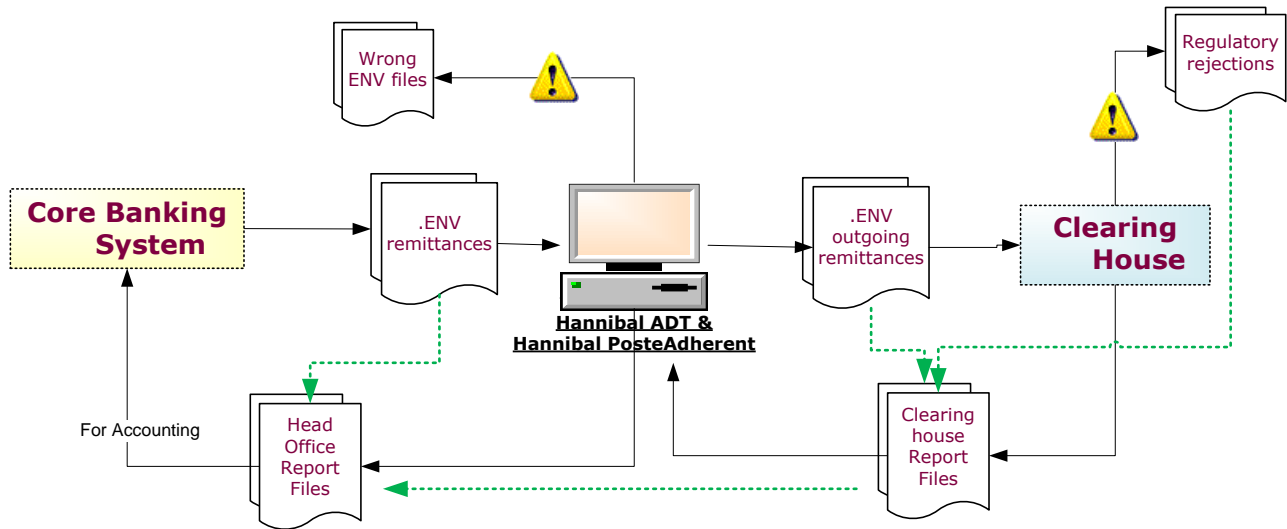 Wrong
ENV files
Regulatory
rejections
Core Banking
System
.ENV
remittances
.ENV
outgoing
remittances
Clearing
House
Hannibal ADT &
Hannibal PosteAdherent
For Accounting
Head
Office
Report
Files
Clearing
house
Report
Files